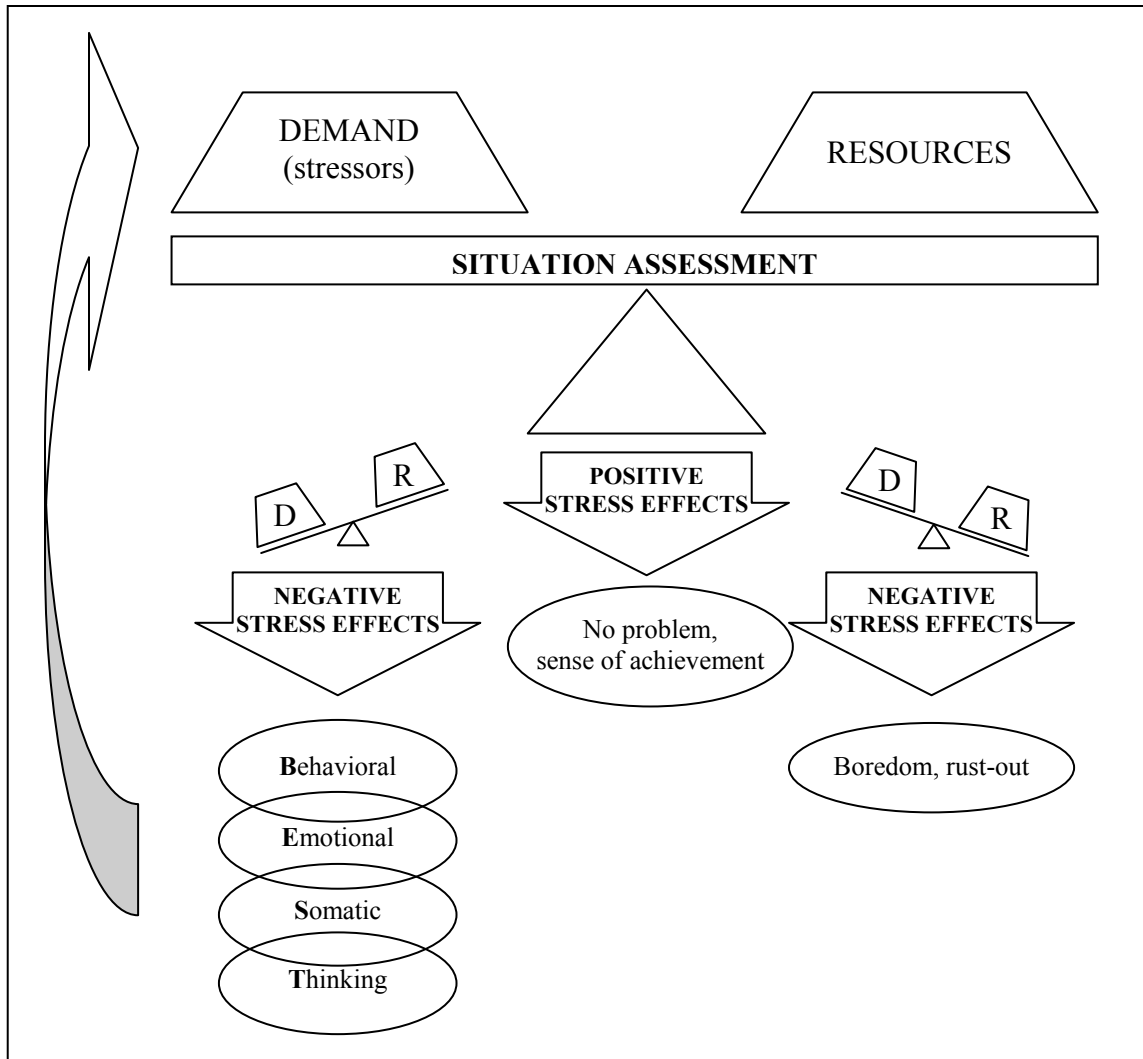 DEMAND
(stressors)
RESOURCES
SITUATION ASSESSMENT
D
R
POSITIVE
STRESS EFFECTS
D
R
NEGATIVE
STRESS EFFECTS
No problem,
sense of achievement
NEGATIVE
STRESS EFFECTS
Behavioral
Emotional
Somatic
Thinking
Boredom, rust-out